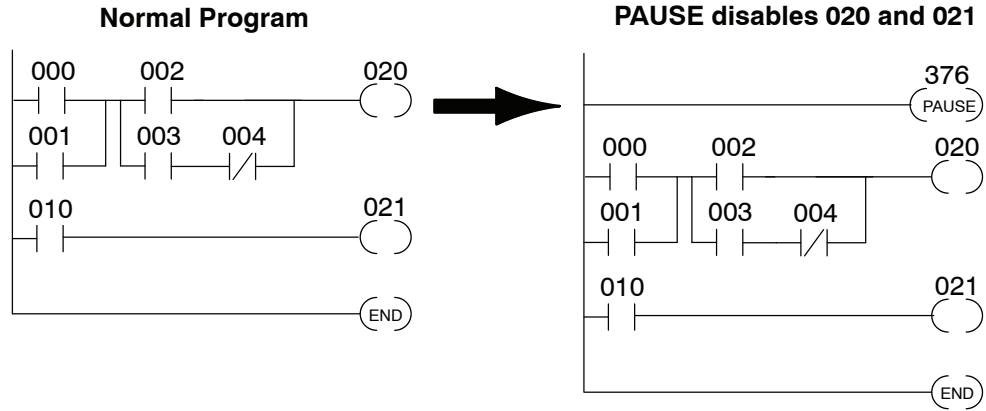 Normal Program
000 002 020
001 003 004
010 021
END
PAUSE disables 020 and 021
376
PAUSE
000 002 020
001 003 004
010 021
END